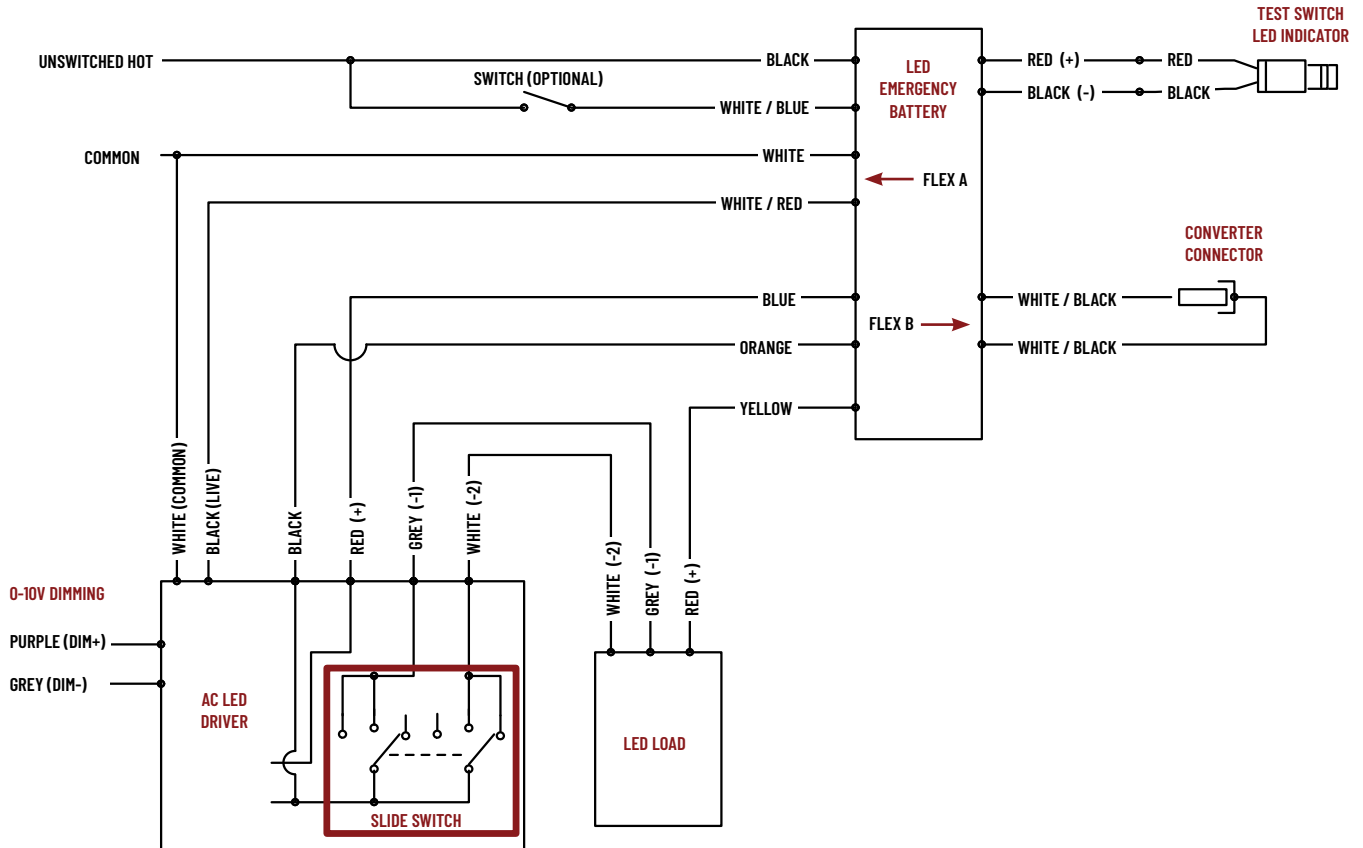 TEST SWITCH
LED INDICATOR
UNSWITCHED HOT
BLACK
SWITCH (OPTIONAL)
WHITE / BLUE
LED
EMERGENCY
BATTERY
RED (+)
RED
BLACK (-)
BLACK
COMMON
WHITE
FLEX A
WHITE / RED
CONVERTER
CONNECTOR
BLUE
WHITE / BLACK
FLEX B
ORANGE
WHITE / BLACK
YELLOW
WHITE (COMMON)
BLACK (LIVE)
BLACK
RED (+)
GREY (-1)
WHITE (-2)
WHITE (-2)
GREY (-1)
RED (+)
0-10V DIMMING
PURPLE (DIM+)
GREY (DIM-)
AC LED
DRIVER
SLIDE SWITCH
LED LOAD